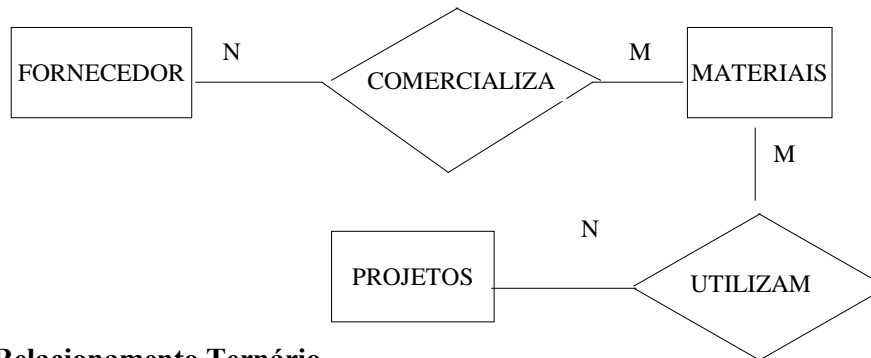 N
M
FORNECEDOR
COMERCIALIZA
MATERIAIS
M
N
PROJETOS
UTILIZAM
Relacionamento Ternário